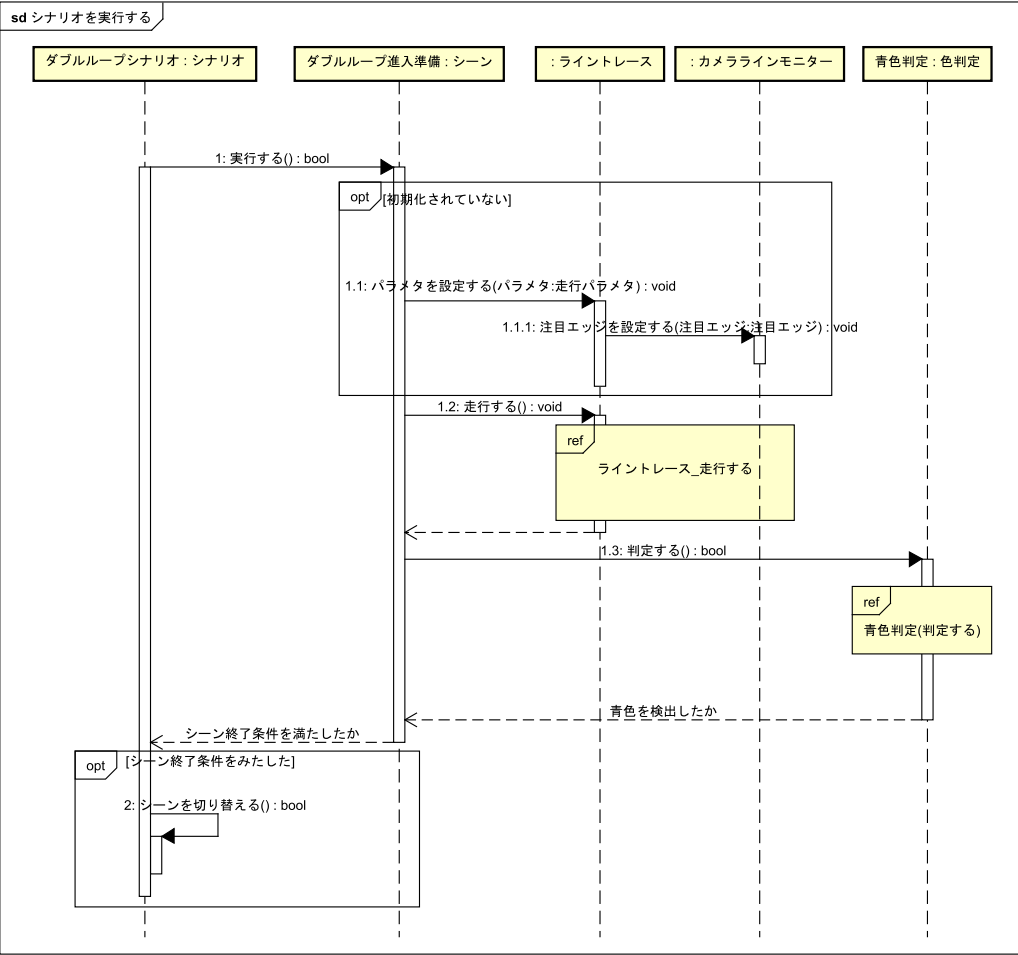 sd シナリオを実行する
ダブルループシナリオ : シナリオ
ダブルループ進入準備 : シーン
: ライントレース
: カメララインモニター
青色判定 : 色判定
1: 実行する() : bool
opt
[初期化されていない]
1.1: パラメタを設定する(パラメタ:走行パラメタ) : void
1.1.1: 注目エッジを設定する(注目エッジ:注目エッジ) : void
1.2: 走行する() : void
ref
ライントレース_走行する
1.3: 判定する() : bool
ref
青色判定(判定する)
青色を検出したか
シーン終了条件を満たしたか
opt
[シーン終了条件をみたした]
2: シーンを切り替える() : bool